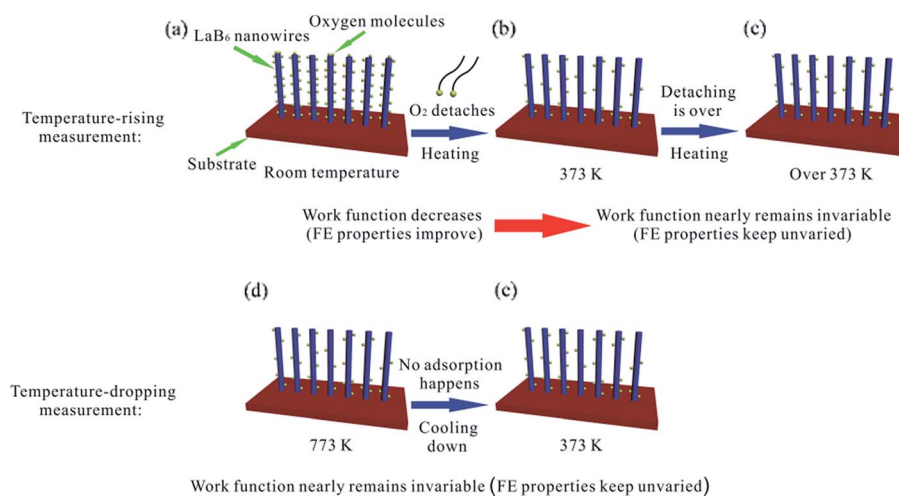 (a)
Oxygen molecules
LaB₆ nanowires
(b)
(c)
O₂ detaches
Heating
Detaching
is over
Heating
Temperature-rising
measurement:
Substrate
Room temperature
373 K
Over 373 K
Work function decreases
(FE properties improve)
Work function nearly remains invariable
(FE properties keep unvaried)
(d)
(e)
No adsorption
happens
Cooling
down
Temperature-dropping
measurement:
773 K
373 K
Work function nearly remains invariable (FE properties keep unvaried)